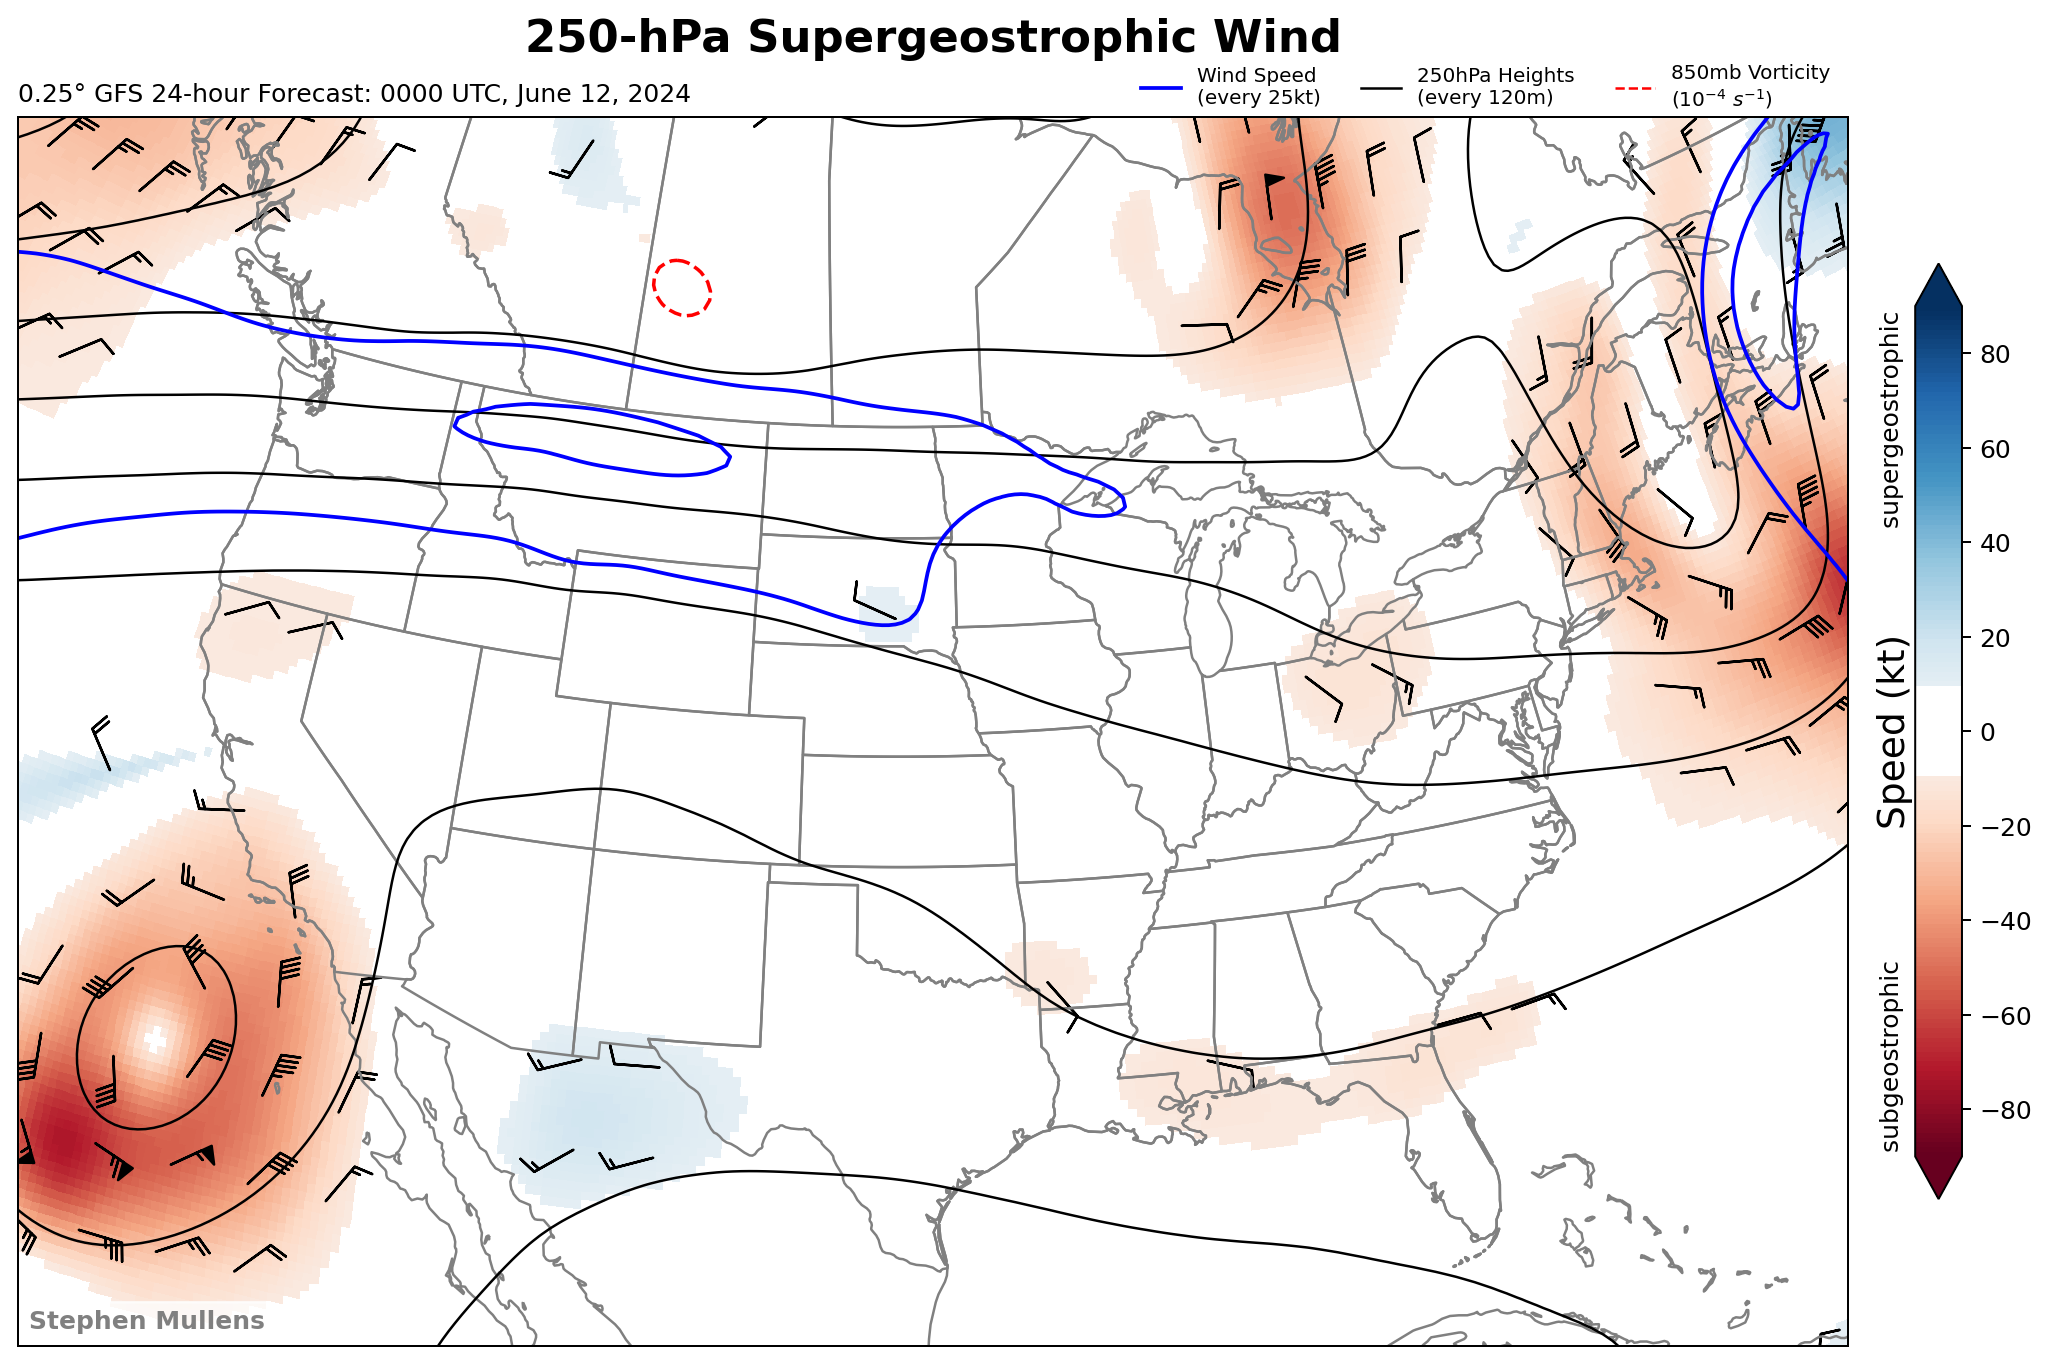 250-hPa Supergeostrophic Wind
0.25° GFS 24-hour Forecast: 0000 UTC, June 12, 2024
Wind Speed
(every 25kt)
250hPa Heights
(every 120m)
850mb Vorticity
(10⁻⁴ s⁻¹)
supergeostrophic
Speed (kt)
subgeostrophic
80
60
40
20
0
−20
−40
−60
−80
Stephen Mullens